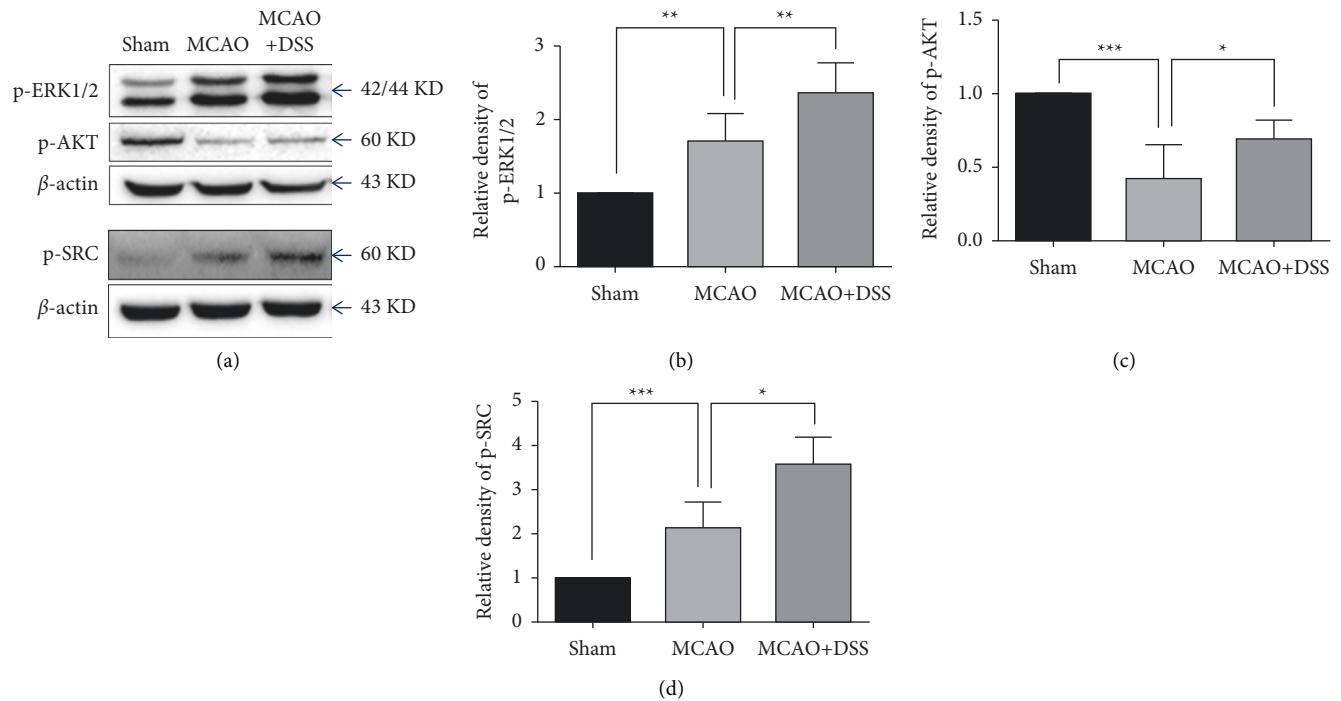 MCAO
Sham MCAO +DSS
p-ERK1/2 42/44 KD
p-AKT 60 KD
β-actin 43 KD
p-SRC 60 KD
β-actin 43 KD
(a)
** **
3
2
1
0
Relative density of
p-ERK1/2
Sham MCAO MCAO+DSS
(b)
*** *
1.5
1.0
0.5
0.0
Relative density of p-AKT
Sham MCAO MCAO+DSS
(c)
*** *
5
4
3
2
1
0
Relative density of p-SRC
Sham MCAO MCAO+DSS
(d)